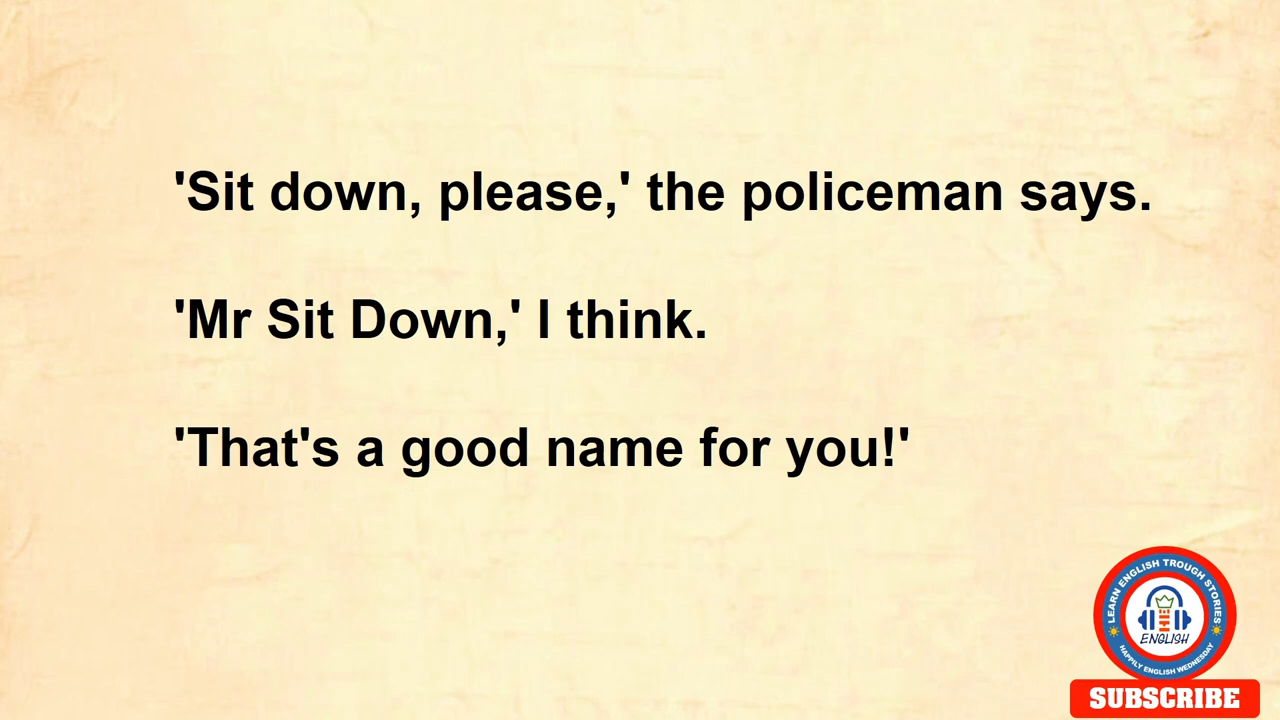 'Sit down, please,' the policeman says.
'Mr Sit Down,' I think.
'That's a good name for you!'
LEARN ENGLISH TROUGH STORIES
ENGLISH
HAPPILY ENGLISH WEDNESDAY
SUBSCRIBE